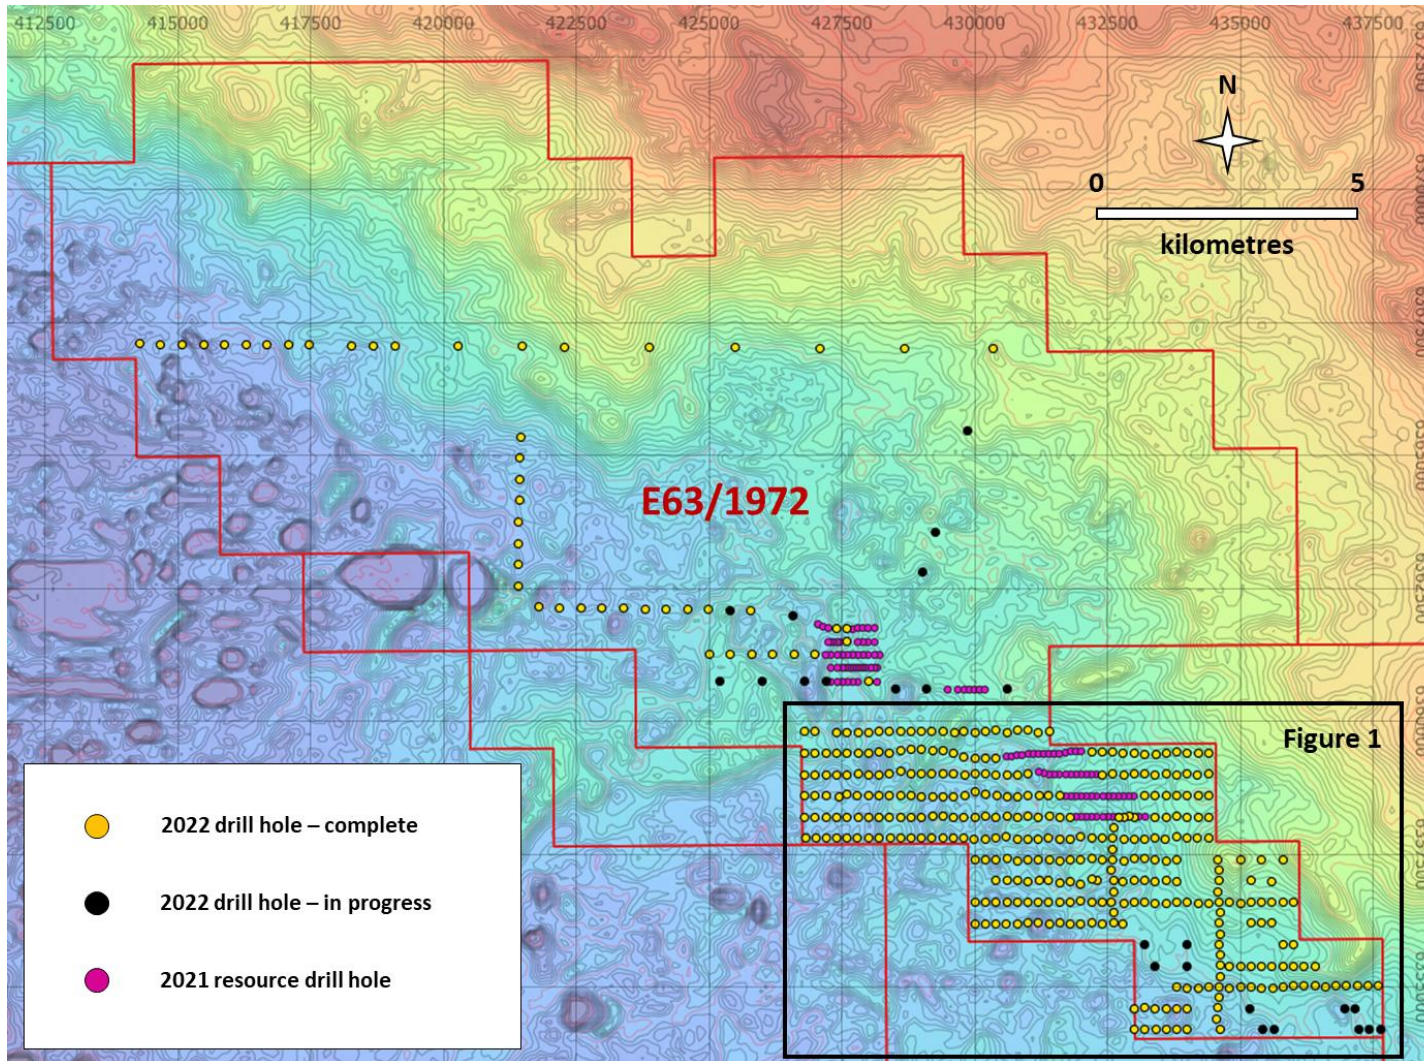 412500 415000 417500 420000 422500 425000 427500 430000 432500 435000 437500
N
0 5
kilometres
E63/1972
Figure 1
2022 drill hole – complete
2022 drill hole – in progress
2021 resource drill hole